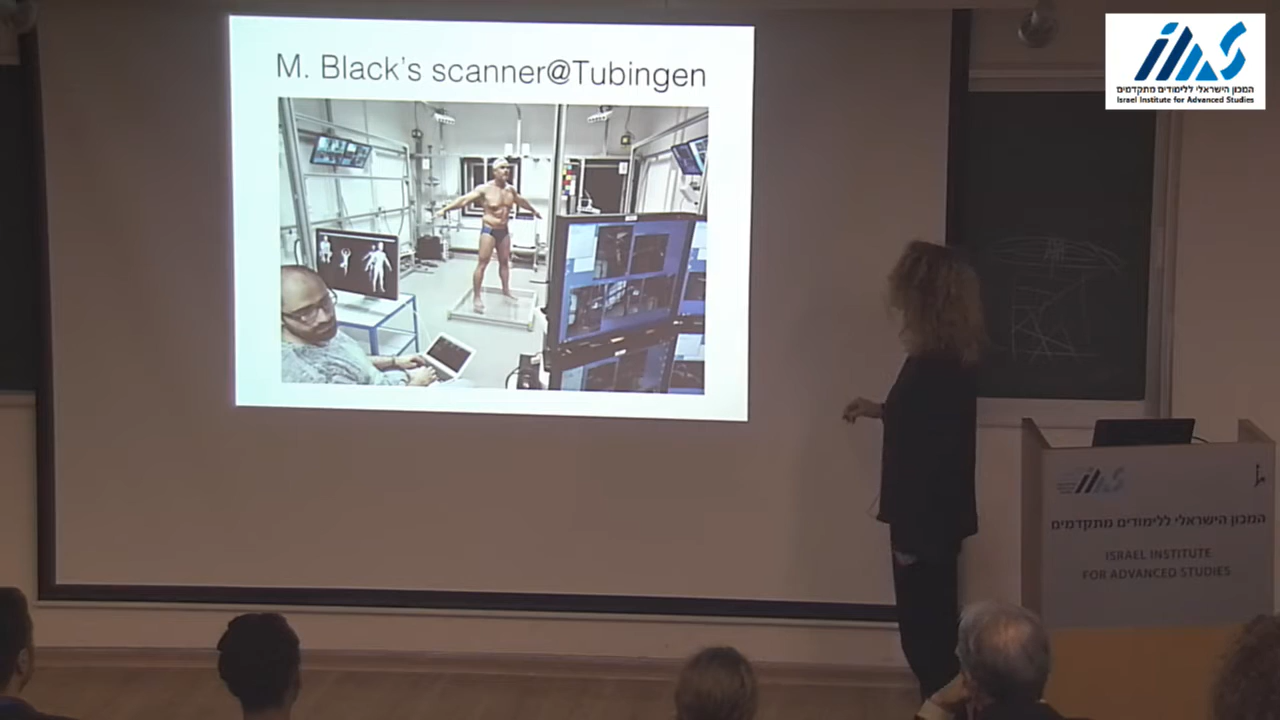 M. Black's scanner@Tubingen
המכון הישראלי ללימודים מתקדמים
Israel Institute for Advanced Studies
המכון הישראלי ללימודים מתקדמים
ISRAEL INSTITUTE
FOR ADVANCED STUDIES